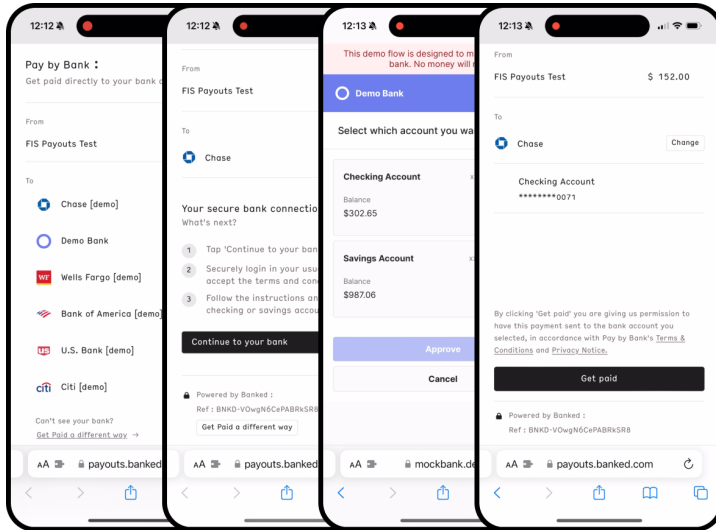 12:12
Pay by Bank :
Get paid directly to your bank
From
FIS Payouts Test
To
Chase [demo]
Demo Bank
WF
Wells Fargo [demo]
Bank of America [demo]
US
U.S. Bank [demo]
citi
Citi [demo]
Can't see your bank?
Get Paid a different way →
AA
payouts.banked
12:12
From
FIS Payouts Test
To
Chase
Your secure bank connectio
What's next?
1 Tap 'Continue to your ban
2 Securely login in your usu
accept the terms and con
3 Follow the instructions an
checking or savings accou
Continue to your bank
Powered by Banked :
Ref : BNKD-VOwgN6CePABRkSR8
Get Paid a different way
AA
payouts.banked
12:13
This demo flow is designed to m
bank. No money will
Demo Bank
Select which account you wa
Checking Account
Balance
$302.65
Savings Account
Balance
$987.06
Approve
Cancel
AA
mockbank.de
12:13
From
FIS Payouts Test $ 152.00
To
Chase Change
Checking Account
********0071
By clicking 'Get paid' you are giving us permission to
have this payment sent to the bank account you
selected, in accordance with Pay by Bank's Terms &
Conditions and Privacy Notice.
Get paid
Powered by Banked :
Ref : BNKD-VOwgN6CePABRkSR8
AA
payouts.banked.com